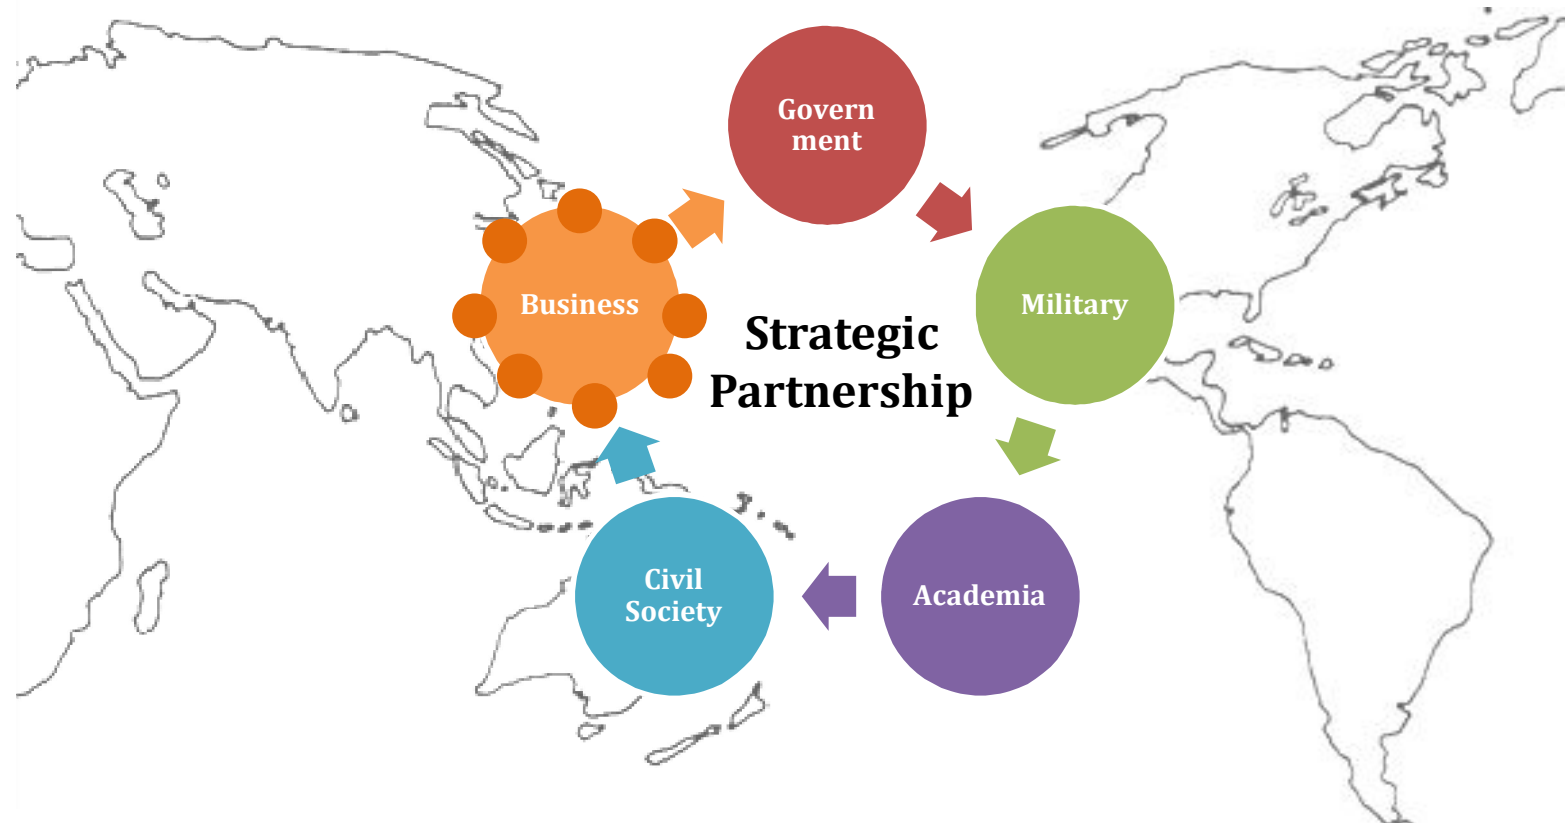 Govern
ment
Business
Military
Strategic
Partnership
Civil
Society
Academia